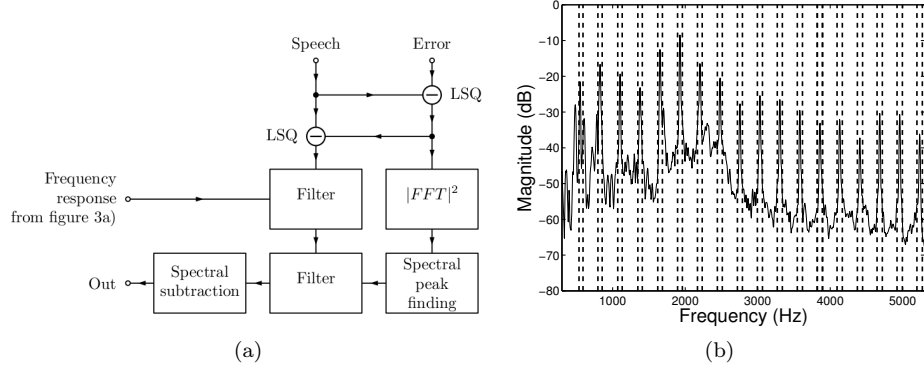 Speech Error
LSQ
LSQ
Frequency
response
from figure 3a)
Filter
|FFT|²
Out
Spectral
subtraction
Filter
Spectral
peak
finding
(a)
0
−10
−20
−30
−40
−50
−60
−70
−80
Magnitude (dB)
1000 2000 3000 4000 5000
Frequency (Hz)
(b)